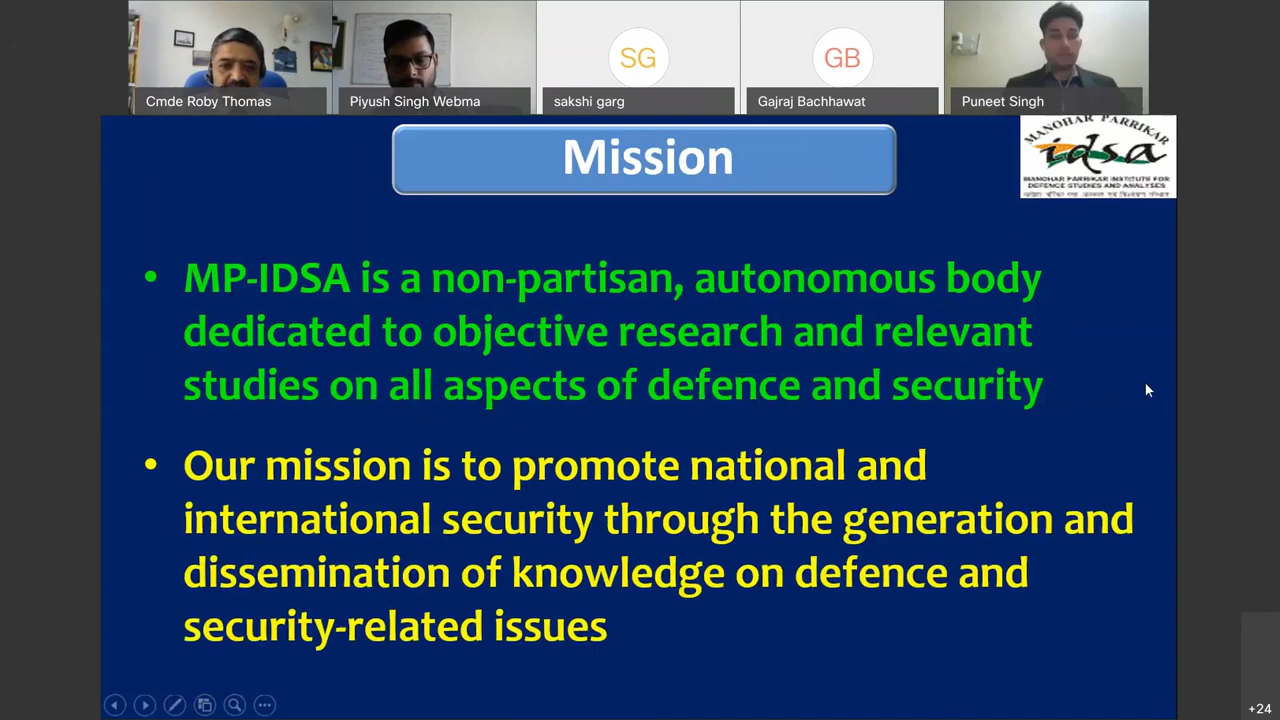 Cmde Roby Thomas
Piyush Singh Webma
SG
sakshi garg
GB
Gajraj Bachhawat
Puneet Singh
Mission
MANOHAR PARRIKAR
idsa
MANOHAR PARRIKAR INSTITUTE FOR
DEFENCE STUDIES AND ANALYSES
• MP-IDSA is a non-partisan, autonomous body
dedicated to objective research and relevant
studies on all aspects of defence and security
• Our mission is to promote national and
international security through the generation and
dissemination of knowledge on defence and
security-related issues
+24